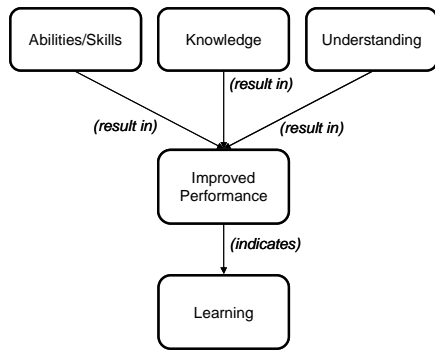 Abilities/Skills
Knowledge
Understanding
(result in)
(result in)
(result in)
Improved
Performance
(indicates)
Learning